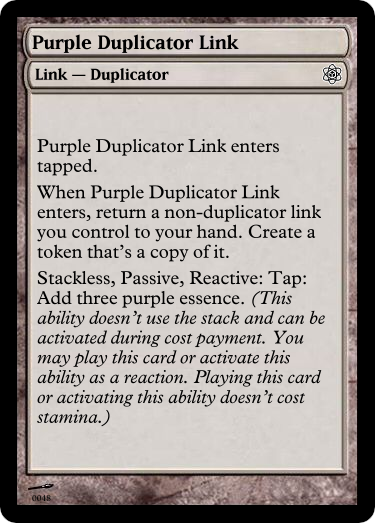 Purple Duplicator Link
Link — Duplicator
Purple Duplicator Link enters
tapped.
When Purple Duplicator Link
enters, return a non-duplicator link
you control to your hand. Create a
token that's a copy of it.
Stackless, Passive, Reactive: Tap:
Add three purple essence. (This
ability doesn't use the stack and can be
activated during cost payment. You
may play this card or activate this
ability as a reaction. Playing this card
or activating this ability doesn't cost
stamina.)
0048